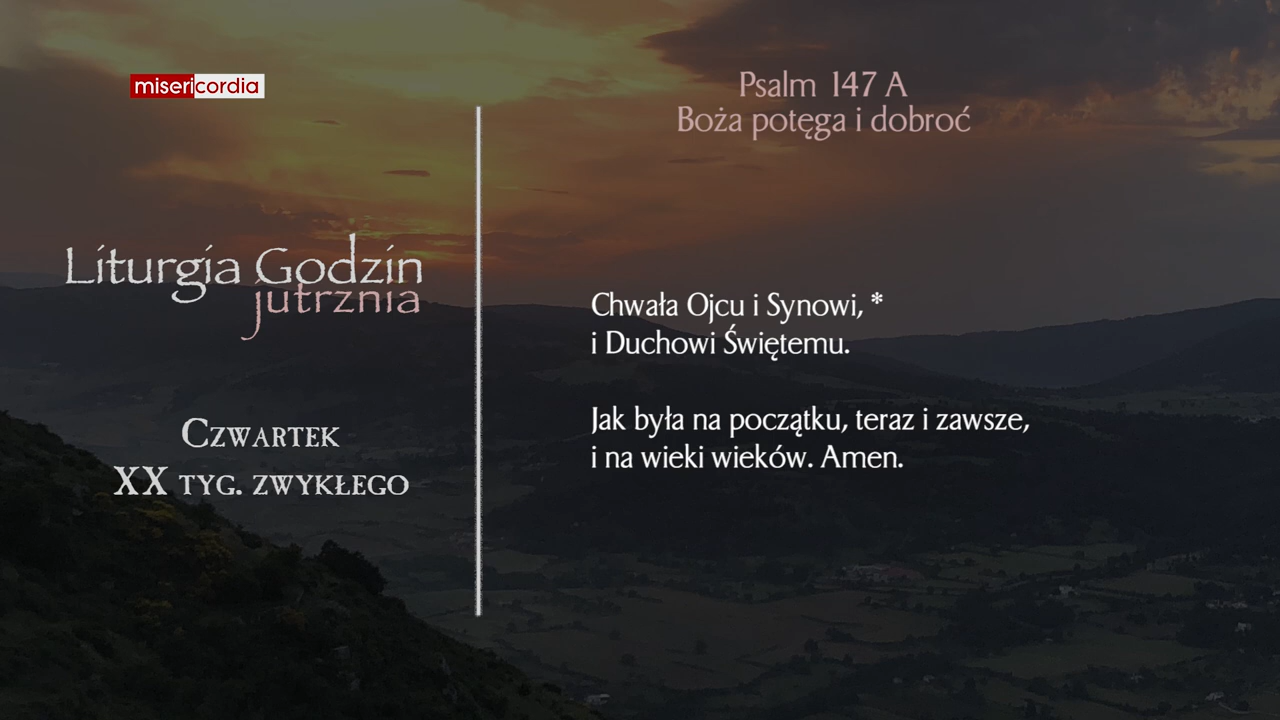 misericordia
Psalm 147 A
Boża potęga i dobroć
Liturgia Godzin
jutrznia
Czwartek
XX tyg. zwykłego
Chwała Ojcu i Synowi, *
i Duchowi Świętemu.
Jak była na początku, teraz i zawsze,
i na wieki wieków. Amen.